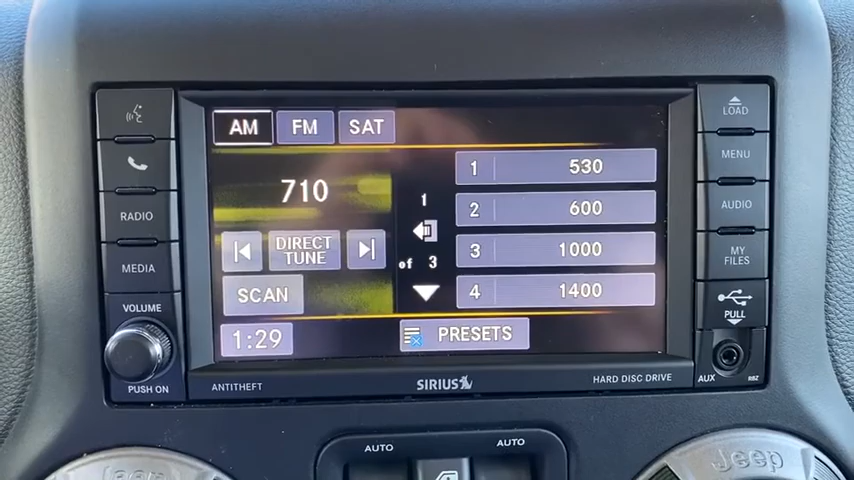 AM FM SAT
710
DIRECT
TUNE
SCAN
1:29
1
of 3
1 530
2 600
3 1000
4 1400
PRESETS
RADIO
MEDIA
VOLUME
PUSH ON
LOAD
MENU
AUDIO
MY
FILES
PULL
AUX RBZ
ANTITHEFT
SIRIUS
HARD DISC DRIVE
AUTO AUTO
Jeep Jeep